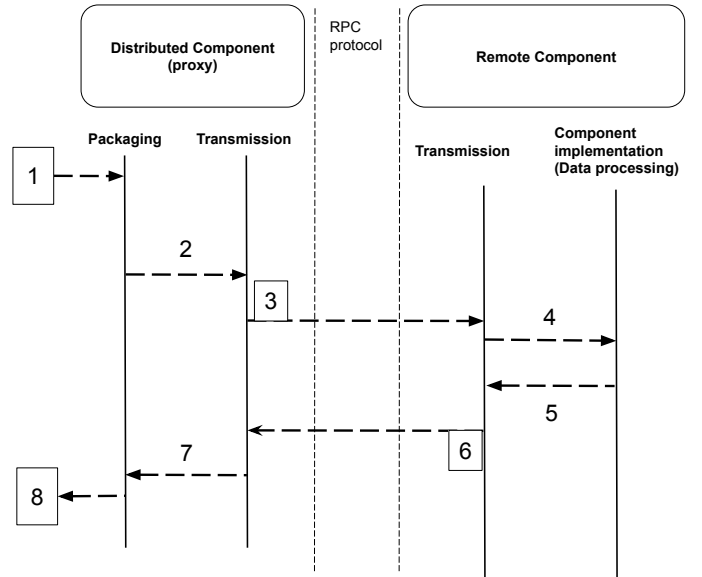 Distributed Component
(proxy)
RPC
protocol
Remote Component
Packaging
Transmission
Transmission
Component
implementation
(Data processing)
1
2
3
4
5
6
7
8